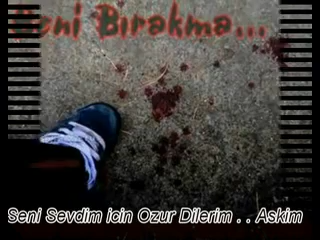 Seni Bırakma...
Seni Sevdim icin Ozur Dilerim . . Askim